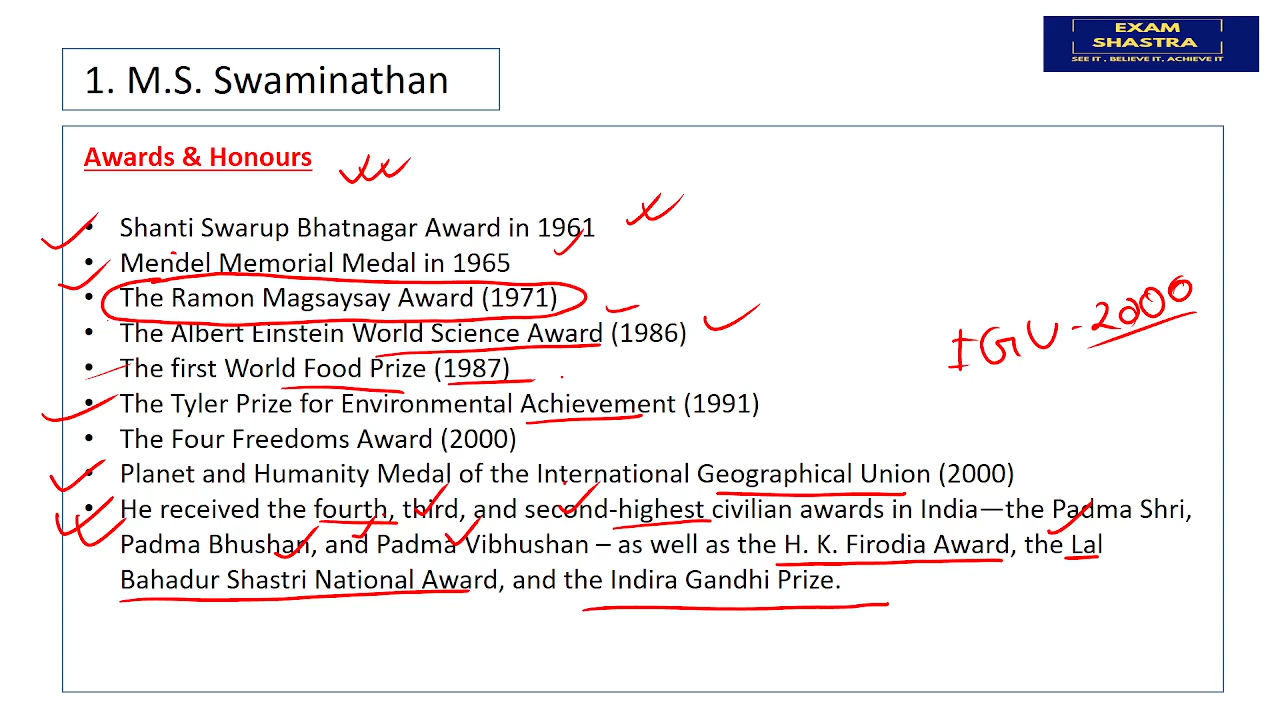 EXAM
SHASTRA
SEE IT . BELIEVE IT, ACHIEVE IT
1. M.S. Swaminathan
Awards & Honours
• Shanti Swarup Bhatnagar Award in 1961
• Mendel Memorial Medal in 1965
• The Ramon Magsaysay Award (1971)
• The Albert Einstein World Science Award (1986)
• The first World Food Prize (1987)
• The Tyler Prize for Environmental Achievement (1991)
• The Four Freedoms Award (2000)
• Planet and Humanity Medal of the International Geographical Union (2000)
• He received the fourth, third, and second-highest civilian awards in India—the Padma Shri,
Padma Bhushan, and Padma Vibhushan – as well as the H. K. Firodia Award, the Lal
Bahadur Shastri National Award, and the Indira Gandhi Prize.
IGU - 2000